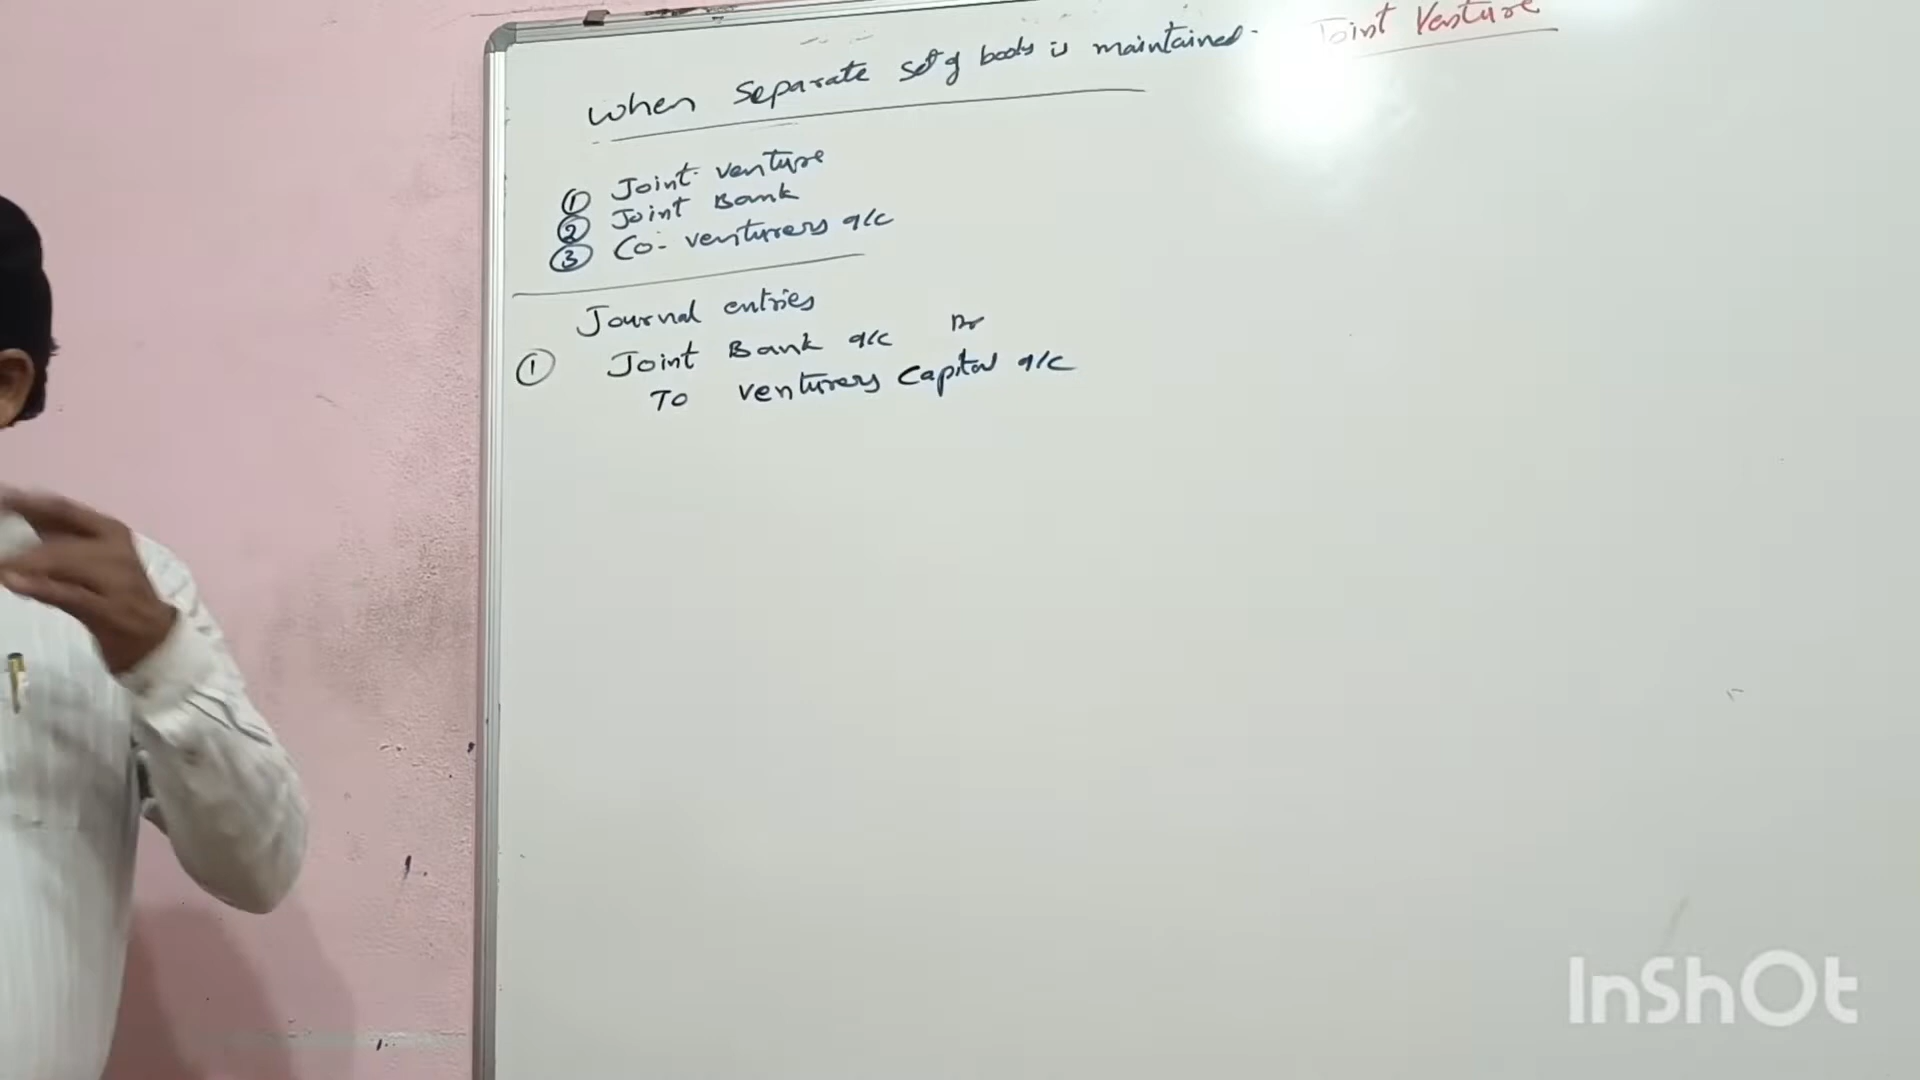 Joint Venture
When Separate set of books is maintained.
① Joint venture
② Joint Bank
③ Co-venturers a/c
Journal entries
① Joint Bank a/c Dr
To venturers Capital a/c
InShOt